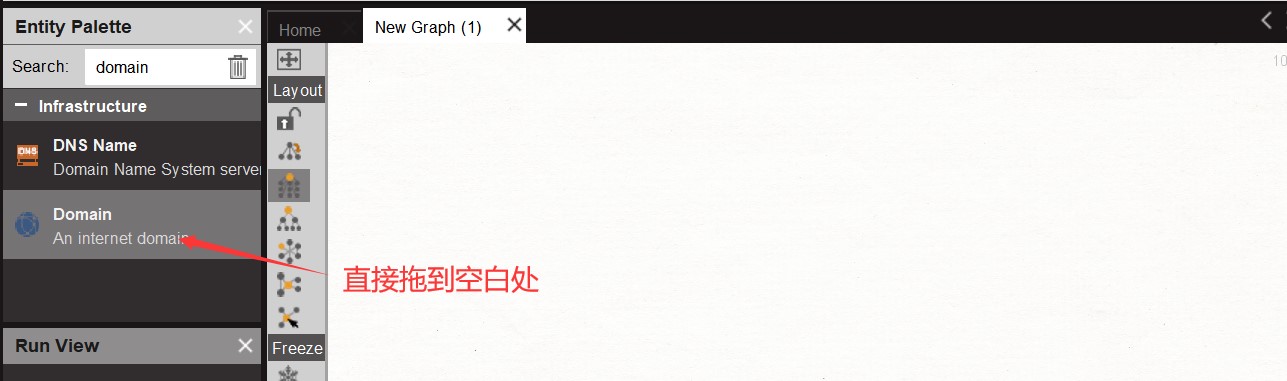 Entity Palette
Home
New Graph (1)
Search:
domain
10
Layout
Infrastructure
DNS
DNS Name
Domain Name System serve
Domain
An internet domain
直接拖到空白处
Run View
Freeze